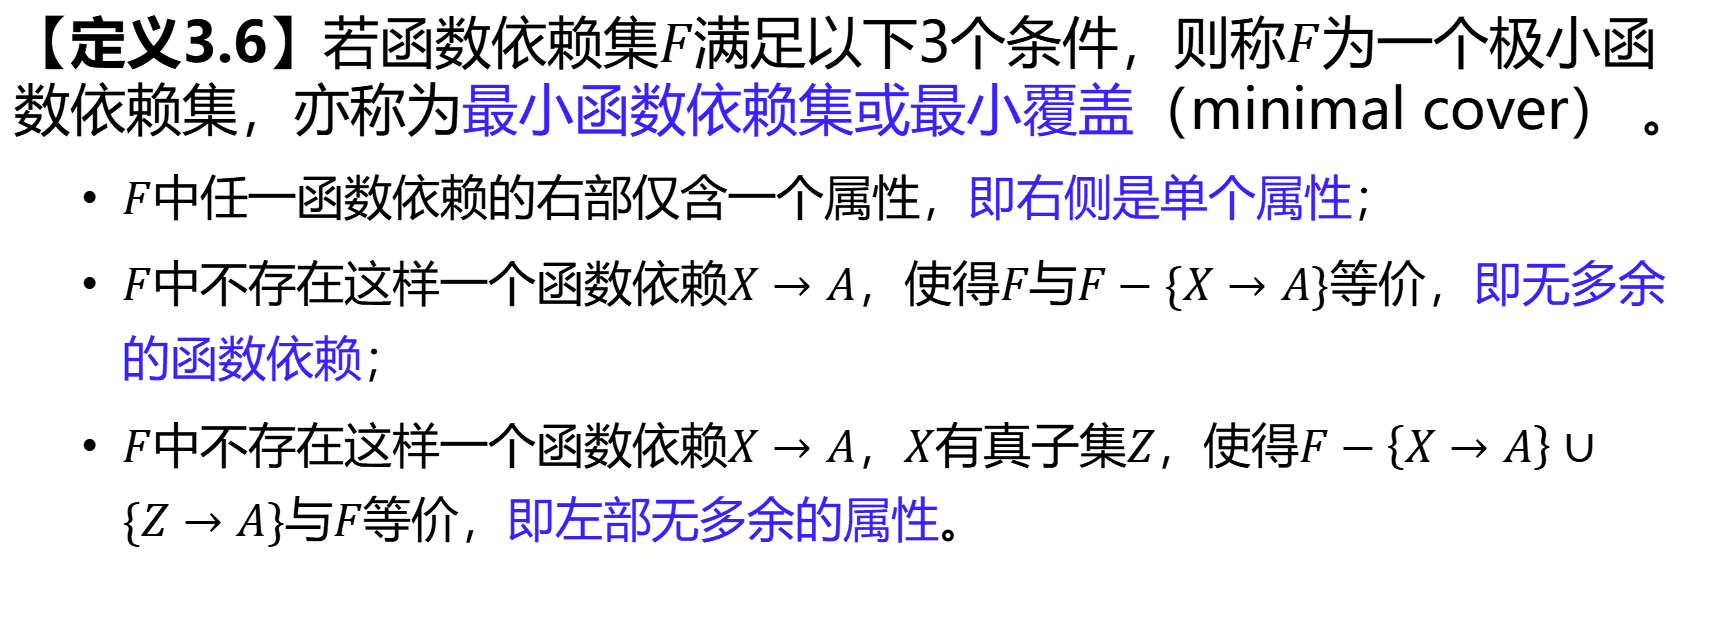 【定义3.6】若函数依赖集F满足以下3个条件，则称F为一个极小函
数依赖集，亦称为最小函数依赖集或最小覆盖（minimal cover） 。
• F中任一函数依赖的右部仅含一个属性，即右侧是单个属性；
• F中不存在这样一个函数依赖X → A，使得F与F − {X → A}等价，即无多余
的函数依赖；
• F中不存在这样一个函数依赖X → A，X有真子集Z，使得F − {X → A} ∪
{Z → A}与F等价，即左部无多余的属性。